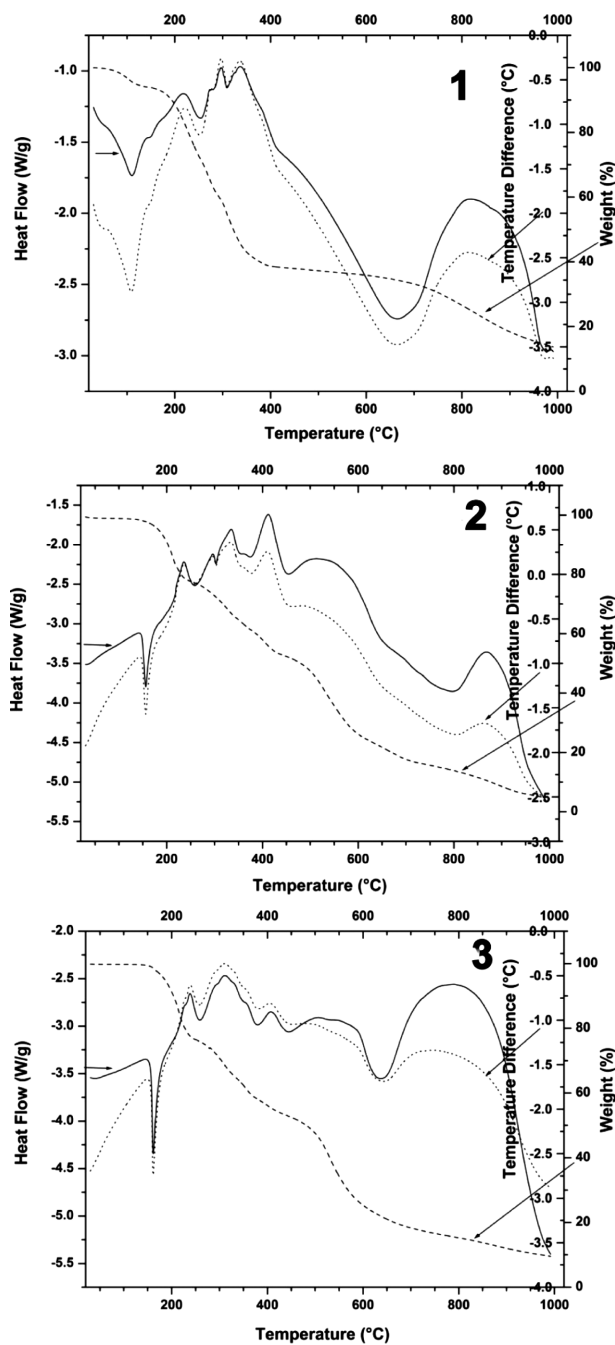 200 400 600 800 1000
0.0
-1.0 -0.5 100
1
-1.5 -1.0 80
-2.0 -1.5 60
-2.0
-2.5 -2.5 40
-3.0 -3.0 20
-3.5
-4.0 0
200 400 600 800 1000
Heat Flow (W/g)
Temperature Difference (°C)
Weight (%)
Temperature (°C)
200 400 600 800 1000
1.0
-1.5 100
2
-2.0 0.5
-2.5 0.0 80
-3.0 -0.5 60
-3.5
-4.0 -1.0 40
-4.5 -1.5 20
-5.0 -2.0
-2.5 0
-5.5
-3.0
200 400 600 800 1000
Heat Flow (W/g)
Temperature Difference (°C)
Weight (%)
Temperature (°C)
200 400 600 800 1000
-2.0 0.0
3
-2.5 -0.5 100
-3.0 -1.0 80
-3.5 -1.5 60
-4.0 -2.0
-4.5 -2.5 40
-5.0 -3.0 20
-5.5 -3.5
-4.0 0
200 400 600 800 1000
Heat Flow (W/g)
Temperature Difference (°C)
Weight (%)
Temperature (°C)